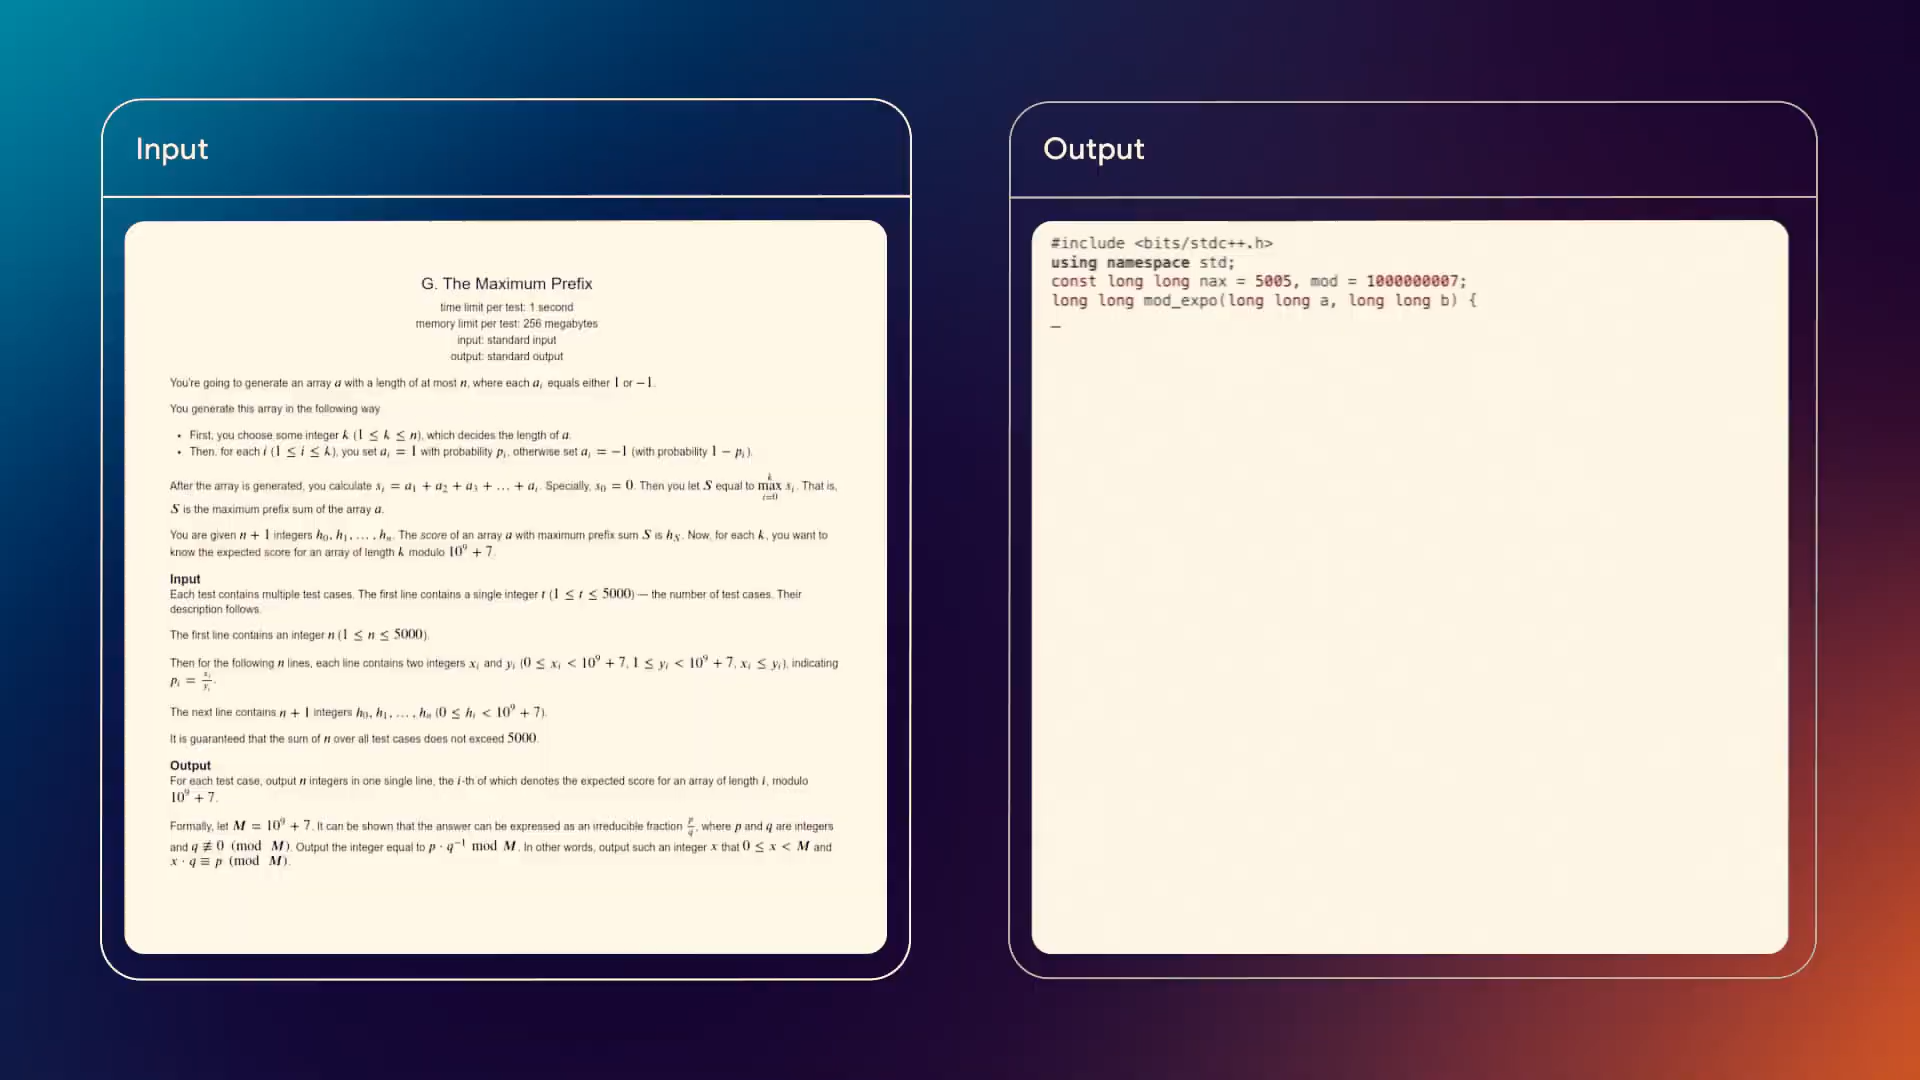 Input
G. The Maximum Prefix
time limit per test: 1 second
memory limit per test: 256 megabytes
input: standard input
output: standard output
You're going to generate an array a with a length of at most n, where each a_i equals either 1 or −1.
You generate this array in the following way
• First, you choose some integer k (1 ≤ k ≤ n), which decides the length of a.
• Then, for each i (1 ≤ i ≤ k), you set a_i = 1 with probability p_i, otherwise set a_i = −1 (with probability 1 − p_i).
After the array is generated, you calculate s_i = a_1 + a_2 + a_3 + … + a_i. Specially, s_0 = 0. Then you let S equal to max_{i=0}^{k} s_i. That is,
S is the maximum prefix sum of the array a.
You are given n + 1 integers h_0, h_1, … , h_n. The score of an array a with maximum prefix sum S is h_S. Now, for each k, you want to
know the expected score for an array of length k modulo 10^9 + 7.
Input
Each test contains multiple test cases. The first line contains a single integer t (1 ≤ t ≤ 5000) — the number of test cases. Their
description follows.
The first line contains an integer n (1 ≤ n ≤ 5000).
Then for the following n lines, each line contains two integers x_i and y_i (0 ≤ x_i < 10^9 + 7, 1 ≤ y_i < 10^9 + 7, x_i ≤ y_i), indicating
p_i = x_i/y_i.
The next line contains n + 1 integers h_0, h_1, … , h_n (0 ≤ h_i < 10^9 + 7).
It is guaranteed that the sum of n over all test cases does not exceed 5000.
Output
For each test case, output n integers in one single line, the i-th of which denotes the expected score for an array of length i, modulo
10^9 + 7.
Formally, let M = 10^9 + 7. It can be shown that the answer can be expressed as an irreducible fraction p/q, where p and q are integers
and q ≢ 0 (mod M). Output the integer equal to p · q^−1 mod M. In other words, output such an integer x that 0 ≤ x < M and
x · q ≡ p (mod M).
Output
#include <bits/stdc++.h>
using namespace std;
const long long nax = 5005, mod = 1000000007;
long long mod_expo(long long a, long long b) {
_